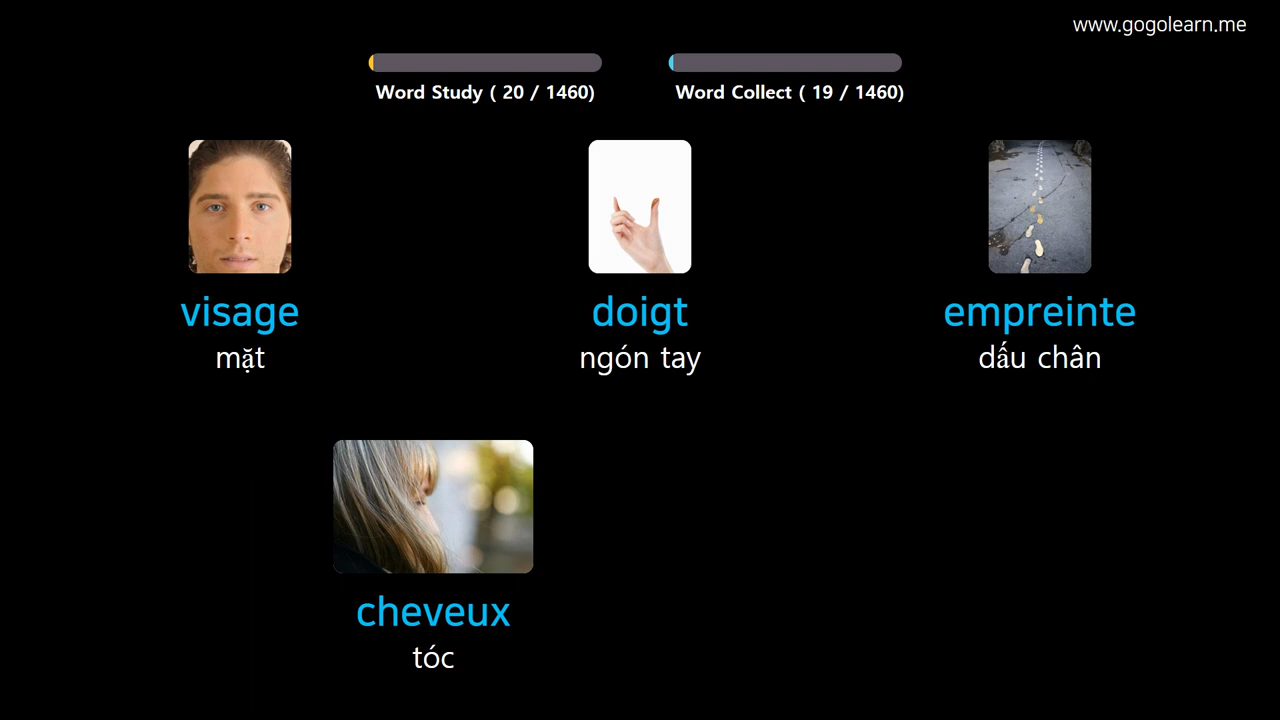 www.gogolearn.me
Word Study ( 20 / 1460)
Word Collect ( 19 / 1460)
visage
mặt
doigt
ngón tay
empreinte
dấu chân
cheveux
tóc